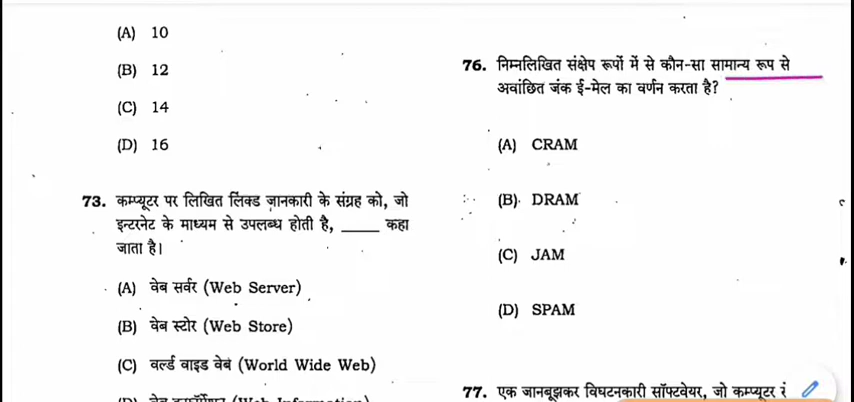 (A) 10
(B) 12
(C) 14
(D) 16
73. कम्प्यूटर पर लिखित लिंक्ड जानकारी के संग्रह को, जो
इन्टरनेट के माध्यम से उपलब्ध होती है, ______ कहा
जाता है।
(A) वेब सर्वर (Web Server)
(B) वेब स्टोर (Web Store)
(C) वर्ल्ड वाइड वेब (World Wide Web)
76. निम्नलिखित संक्षेप रूपों में से कौन-सा सामान्य रूप से
अवांछित जंक ई-मेल का वर्णन करता है?
(A) CRAM
(B) DRAM
(C) JAM
(D) SPAM
77. एक जानबूझकर विघटनकारी सॉफ्टवेयर, जो कम्प्यूटर